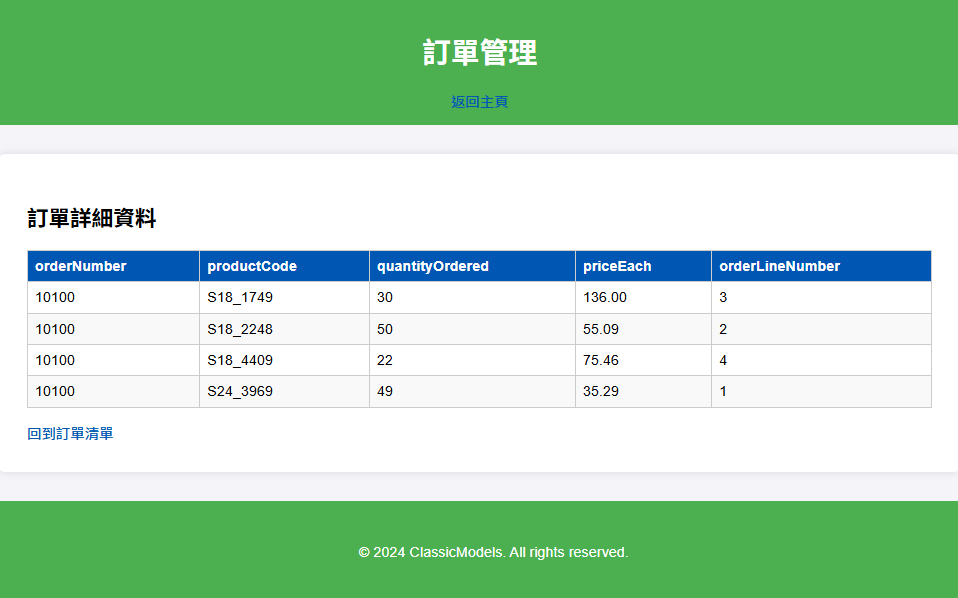 訂單管理
返回主頁
訂單詳細資料
orderNumber productCode quantityOrdered priceEach orderLineNumber
10100 S18_1749 30 136.00 3
10100 S18_2248 50 55.09 2
10100 S18_4409 22 75.46 4
10100 S24_3969 49 35.29 1
回到訂單清單
© 2024 ClassicModels. All rights reserved.